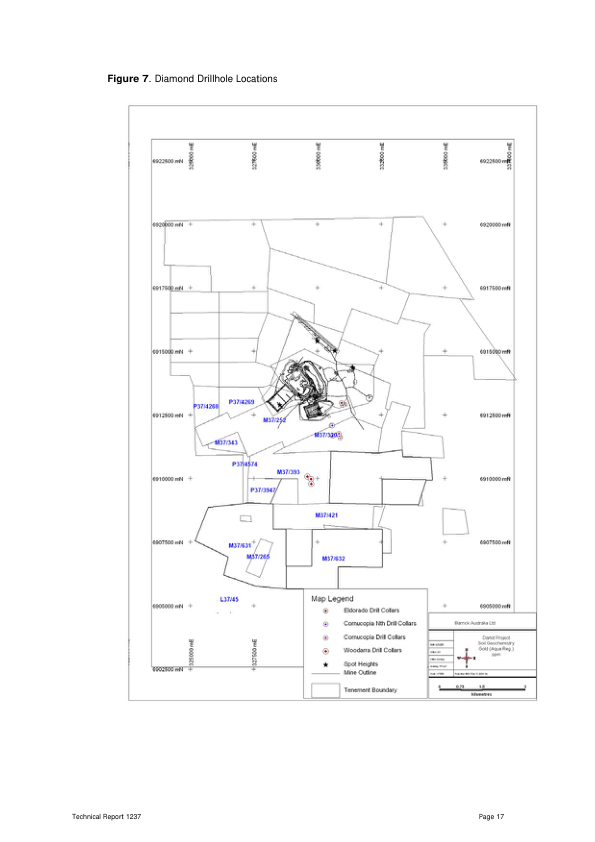 Figure 7. Diamond Drillhole Locations
6922500 mN
325000 mE
327500 mE
330000 mE
332500 mE
335000 mE
337500 mE
6922500 mN
6920000 mN
6920000 mN
6917500 mN
6917500 mN
6915000 mN
6915000 mN
6912500 mN
6912500 mN
P37/4268
P37/4269
M37/252
M37/343
M37/320
P37/4574
M37/393
6910000 mN
6910000 mN
P37/3947
M37/421
6907500 mN
6907500 mN
M37/631
M37/265
M37/632
L37/45
6905000 mN
6905000 mN
325000 mE
327500 mE
6902500 mN
Map Legend
Eldorado Drill Collars
Cornucopia Nth Drill Collars
Cornucopia Drill Collars
Woodarra Drill Collars
Spot Heights
Mine Outline
Tenement Boundary
Barrick Australia Ltd
Darlot Project
Soil Geochemistry
Gold (Aqua Reg.)
ppm
kilometres
Technical Report 1237
Page 17